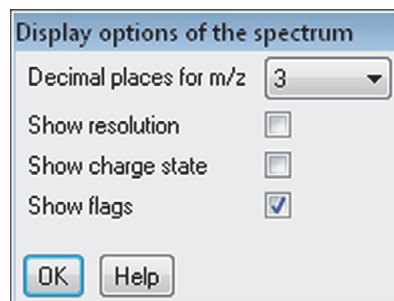 Display options of the spectrum
Decimal places for m/z 3
Show resolution
Show charge state
Show flags
OK Help